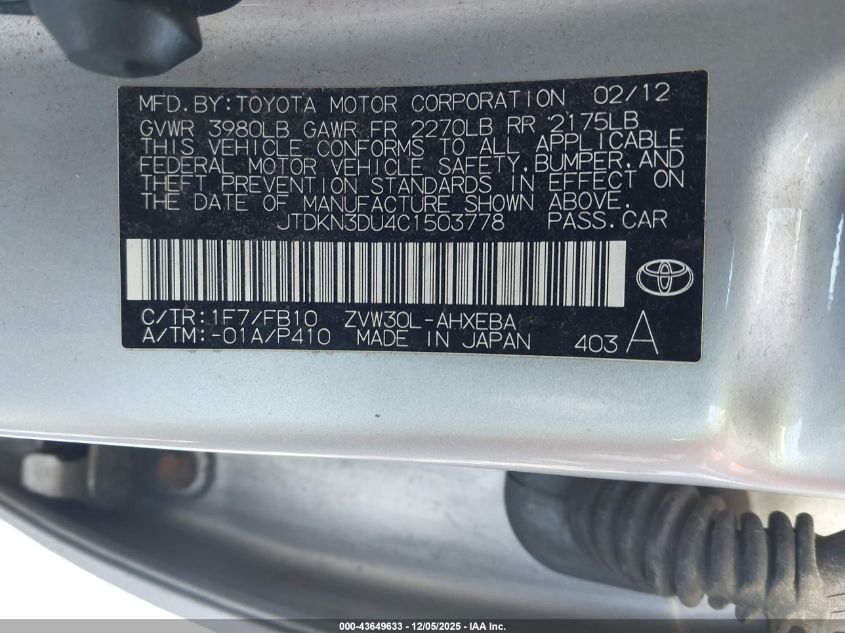 MFD.BY:TOYOTA MOTOR CORPORATION 02/12
GVWR 3980LB GAWR FR 2270LB RR 2175LB
THIS VEHICLE CONFORMS TO ALL APPLICABLE
FEDERAL MOTOR VEHICLE SAFETY,BUMPER,AND
THEFT PREVENTION STANDARDS IN EFFECT ON
THE DATE OF MANUFACTURE SHOWN ABOVE.
JTDKN3DU4C1503778 PASS.CAR
C/TR:1F7/FB10 ZVW30L-AHXEBA
A/TM:-01A/P410 MADE IN JAPAN 403 A
000-43649633 - 12/05/2025 - IAA Inc.